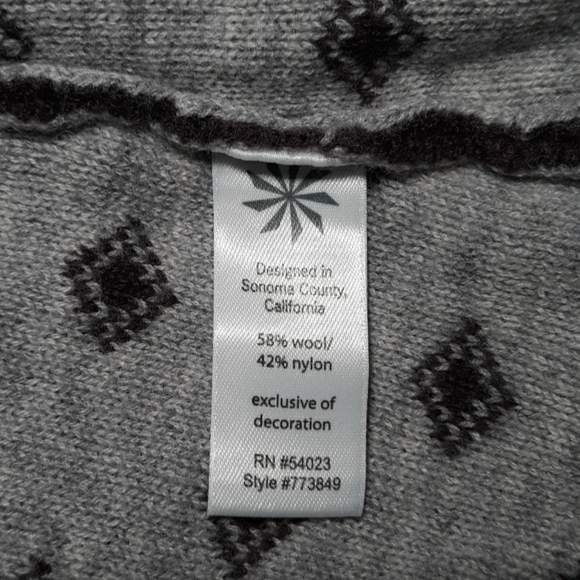 Designed in
Sonoma County,
California
58% wool/
42% nylon
exclusive of
decoration
RN #54023
Style #773849